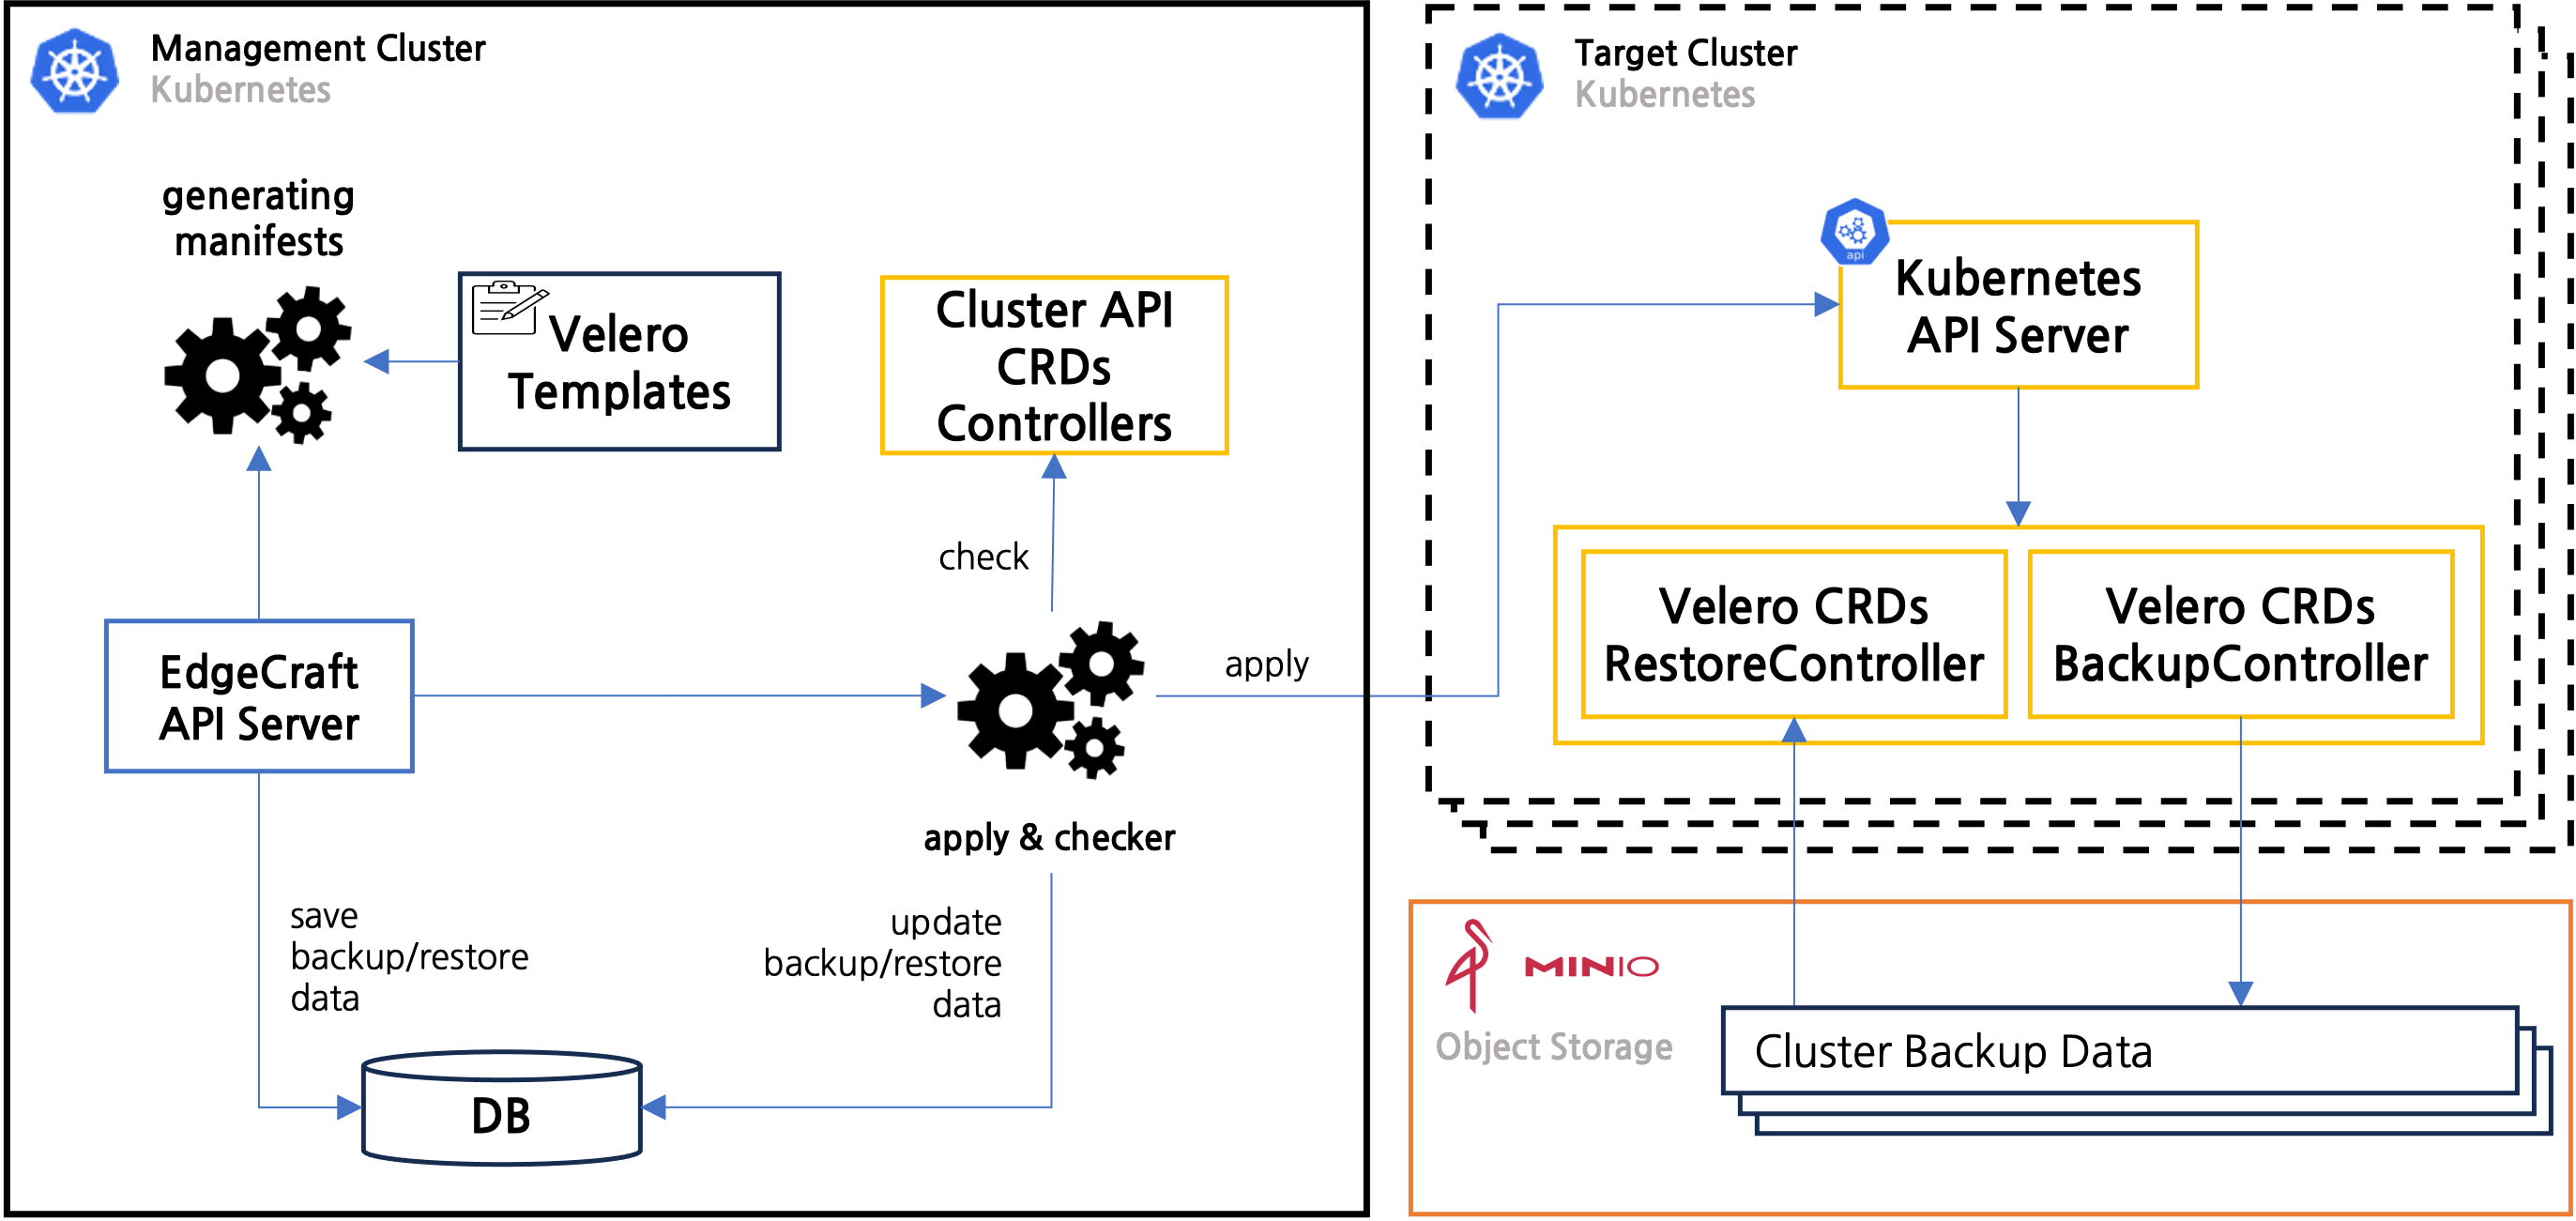 Management Cluster
Kubernetes
generating
manifests
Velero
Templates
Cluster API
CRDs
Controllers
check
EdgeCraft
API Server
apply
apply & checker
save
backup/restore
data
update
backup/restore
data
DB
Target Cluster
Kubernetes
api
Kubernetes
API Server
Velero CRDs
RestoreController
Velero CRDs
BackupController
MINIO
Object Storage
Cluster Backup Data